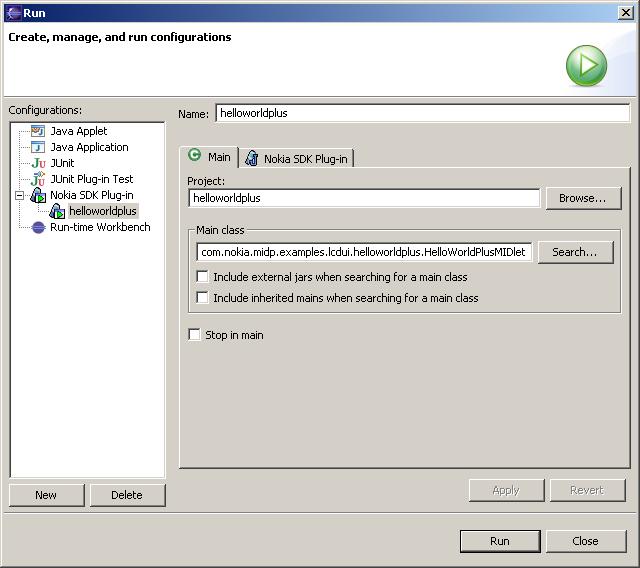 Run
Create, manage, and run configurations
Configurations:
Java Applet
Java Application
Ju JUnit
JUnit Plug-in Test
Nokia SDK Plug-in
helloworldplus
Run-time Workbench
New
Delete
Name:
helloworldplus
Main
Nokia SDK Plug-in
Project:
helloworldplus
Browse...
Main class
com.nokia.midp.examples.lcdui.helloworldplus.HelloWorldPlusMIDlet
Search...
Include external jars when searching for a main class
Include inherited mains when searching for a main class
Stop in main
Apply
Revert
Run
Close